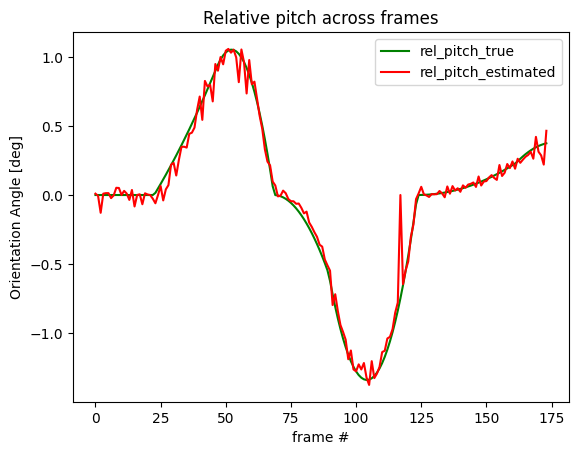 Relative pitch across frames
rel_pitch_true
rel_pitch_estimated
Orientation Angle [deg]
1.0
0.5
0.0
−0.5
−1.0
0 25 50 75 100 125 150 175
frame #